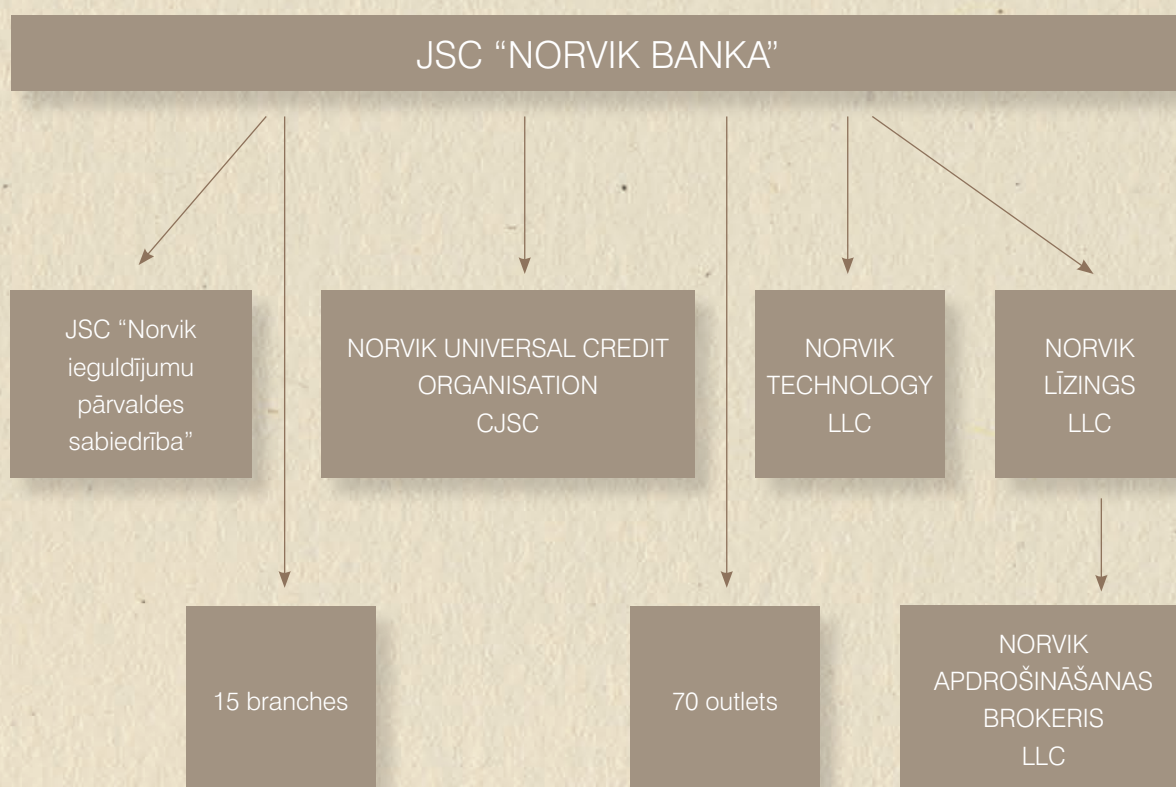 JSC “NORVIK BANKA”
JSC “Norvik
ieguldījumu
pārvaldes
sabiedrība”
NORVIK UNIVERSAL CREDIT
ORGANISATION
CJSC
NORVIK
TECHNOLOGY
LLC
NORVIK
LĪZINGS
LLC
15 branches
70 outlets
NORVIK
APDROŠINĀŠANAS
BROKERIS
LLC